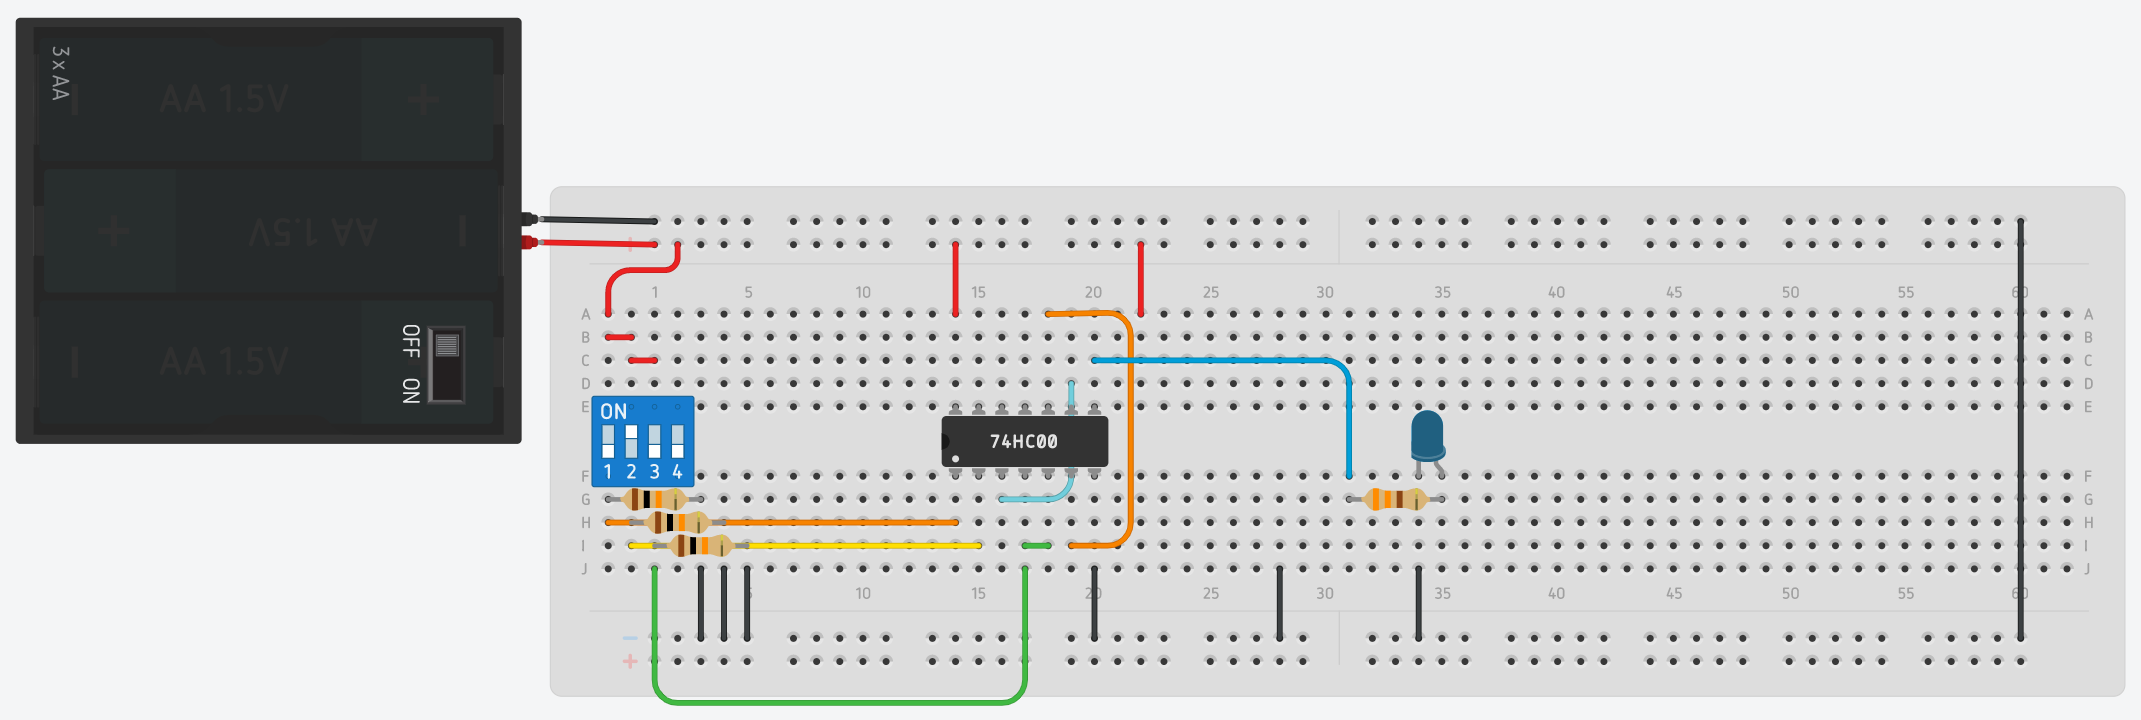 3xAA
AA 1.5V
AA 1.5V
AA 1.5V
OFF ON
1 5 10 15 20 25 30 35 40 45 50 55 60
A A
B B
C C
D D
E E
ON
1 2 3 4
74HC00
F F
G G
H H
I I
J J
5 10 15 20 25 30 35 40 45 50 55 60